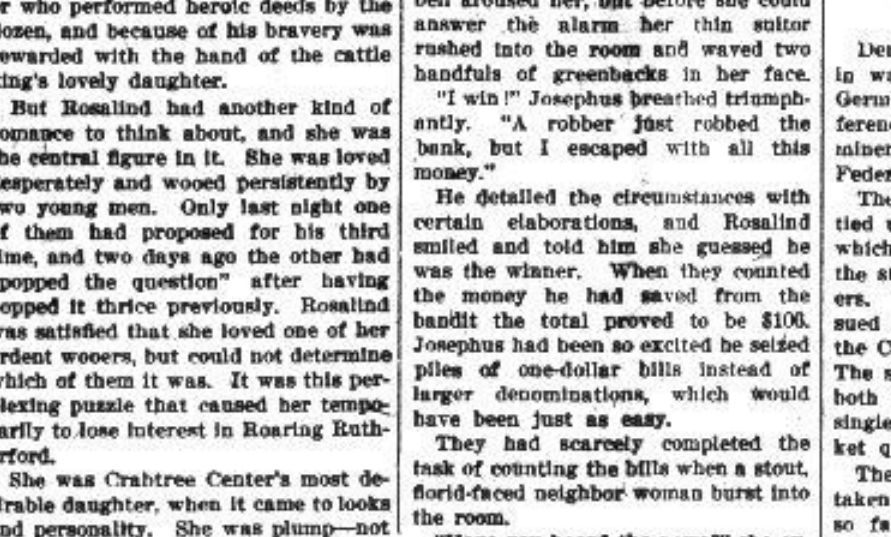 r who performed heroic deeds by the
lozen, and because of his bravery was
ewarded with the hand of the cattle
ing's lovely daughter.
But Rosalind had another kind of
omance to think about, and she was
he central figure in it. She was loved
esperately and wooed persistently by
wo young men. Only last night one
f them had proposed for his third
ime, and two days ago the other had
popped the question" after having
opped it thrice previously. Rosalind
vas satisfied that she loved one of her
rdent wooers, but could not determine
vhich of them it was. It was this per-
lexing puzzle that caused her tempo-
arily to lose interest in Roaring Ruth-
rford.
She was Crabtree Center's most de-
irable daughter, when it came to looks
nd personality. She was plump—not
answer the alarm her thin suitor
rushed into the room and waved two
handfuls of greenbacks in her face.
"I win!" Josephus breathed triumph-
antly. "A robber just robbed the
bank, but I escaped with all this
money."
He detailed the circumstances with
certain elaborations, and Rosalind
smiled and told him she guessed he
was the winner. When they counted
the money he had saved from the
bandit the total proved to be $106.
Josephus had been so excited he seized
piles of one-dollar bills instead of
larger denominations, which would
have been just as easy.
They had scarcely completed the
task of counting the bills when a stout,
florid-faced neighbor woman burst into
the room.
Det
in w
Germ
feren
miner
Feder
The
tied
which
the s
ers.
sued
the C
The s
both
single
ket q
The
taken
so fa